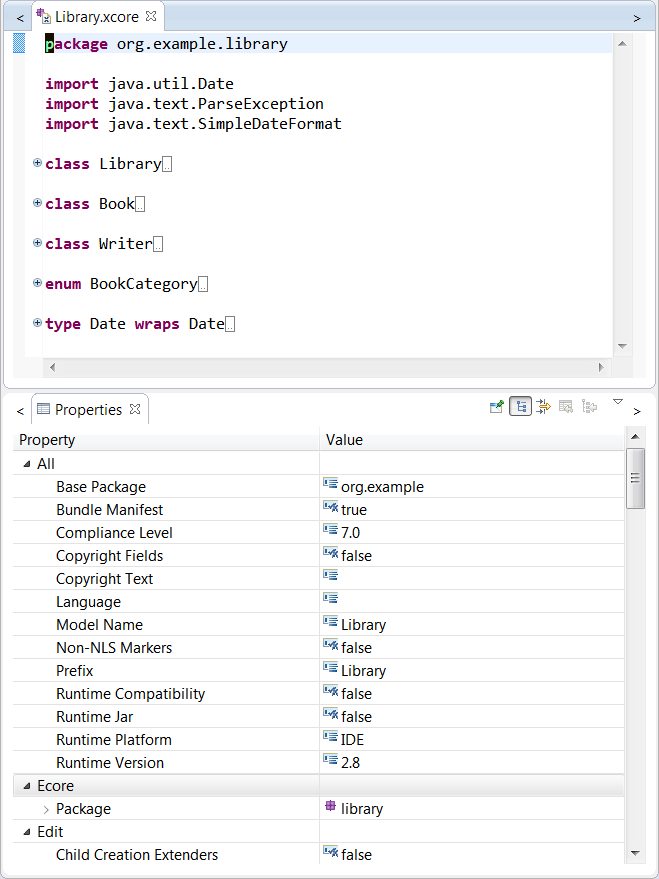 Library.xcore
package org.example.library
import java.util.Date
import java.text.ParseException
import java.text.SimpleDateFormat
class Library
class Book
class Writer
enum BookCategory
type Date wraps Date
Properties
Property Value
All
Base Package org.example
Bundle Manifest true
Compliance Level 7.0
Copyright Fields false
Copyright Text
Language
Model Name Library
Non-NLS Markers false
Prefix Library
Runtime Compatibility false
Runtime Jar false
Runtime Platform IDE
Runtime Version 2.8
Ecore
Package library
Edit
Child Creation Extenders false